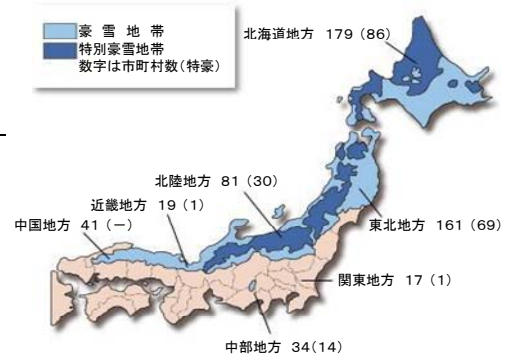 豪雪地帯
特別豪雪地帯
数字は市町村数(特豪)
北海道地方 179(86)
北陸地方 81(30)
近畿地方 19(1)
中国地方 41(－)
東北地方 161(69)
関東地方 17(1)
中部地方 34(14)